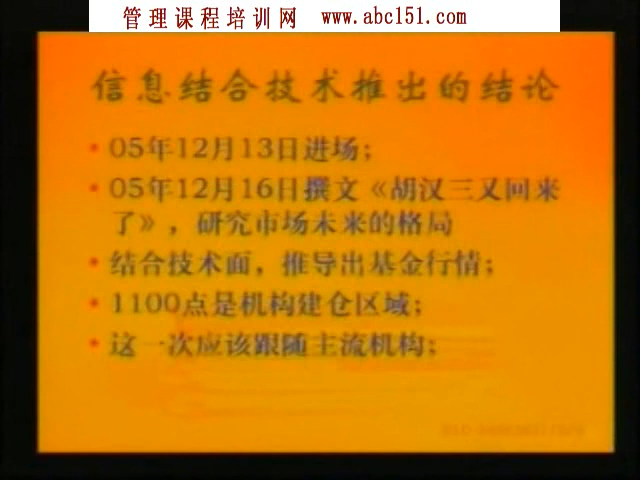 管理课程培训网 www.abc151.com
信息结合技术推出的结论
• 05年12月13日进场；
• 05年12月16日撰文《胡汉三又回来
了》，研究市场未来的格局
• 结合技术面，推导出基金行情；
• 1100点是机构建仓区域；
• 这一次应该跟随主流机构；